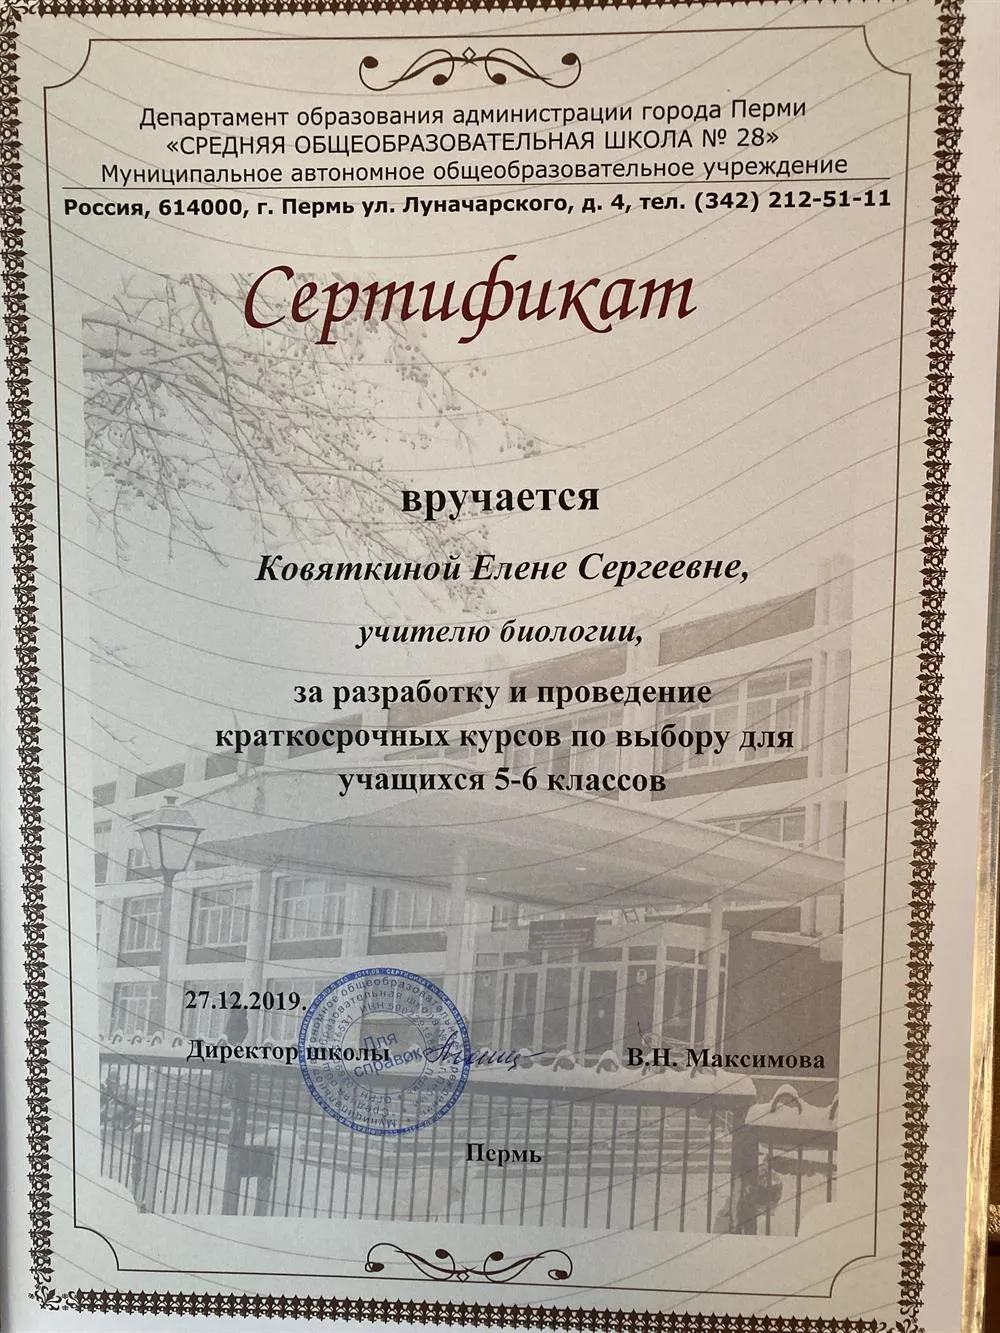 Департамент образования администрации города Перми
«СРЕДНЯЯ ОБЩЕОБРАЗОВАТЕЛЬНАЯ ШКОЛА № 28»
Муниципальное автономное общеобразовательное учреждение
Россия, 614000, г. Пермь ул. Луначарского, д. 4, тел. (342) 212-51-11
Сертификат
вручается
Ковяткиной Елене Сергеевне,
учителю биологии,
за разработку и проведение
краткосрочных курсов по выбору для
учащихся 5-6 классов
27.12.2019.
Директор школы
Для
справок
В.Н. Максимова
Пермь